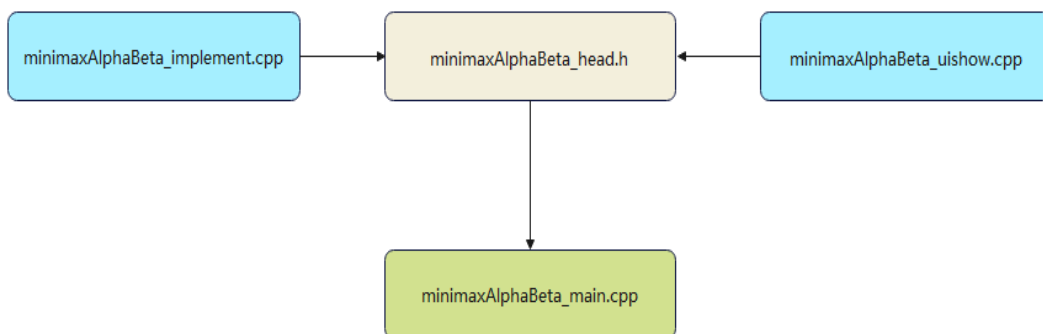 minimaxAlphaBeta_implement.cpp
minimaxAlphaBeta_head.h
minimaxAlphaBeta_uishow.cpp
minimaxAlphaBeta_main.cpp